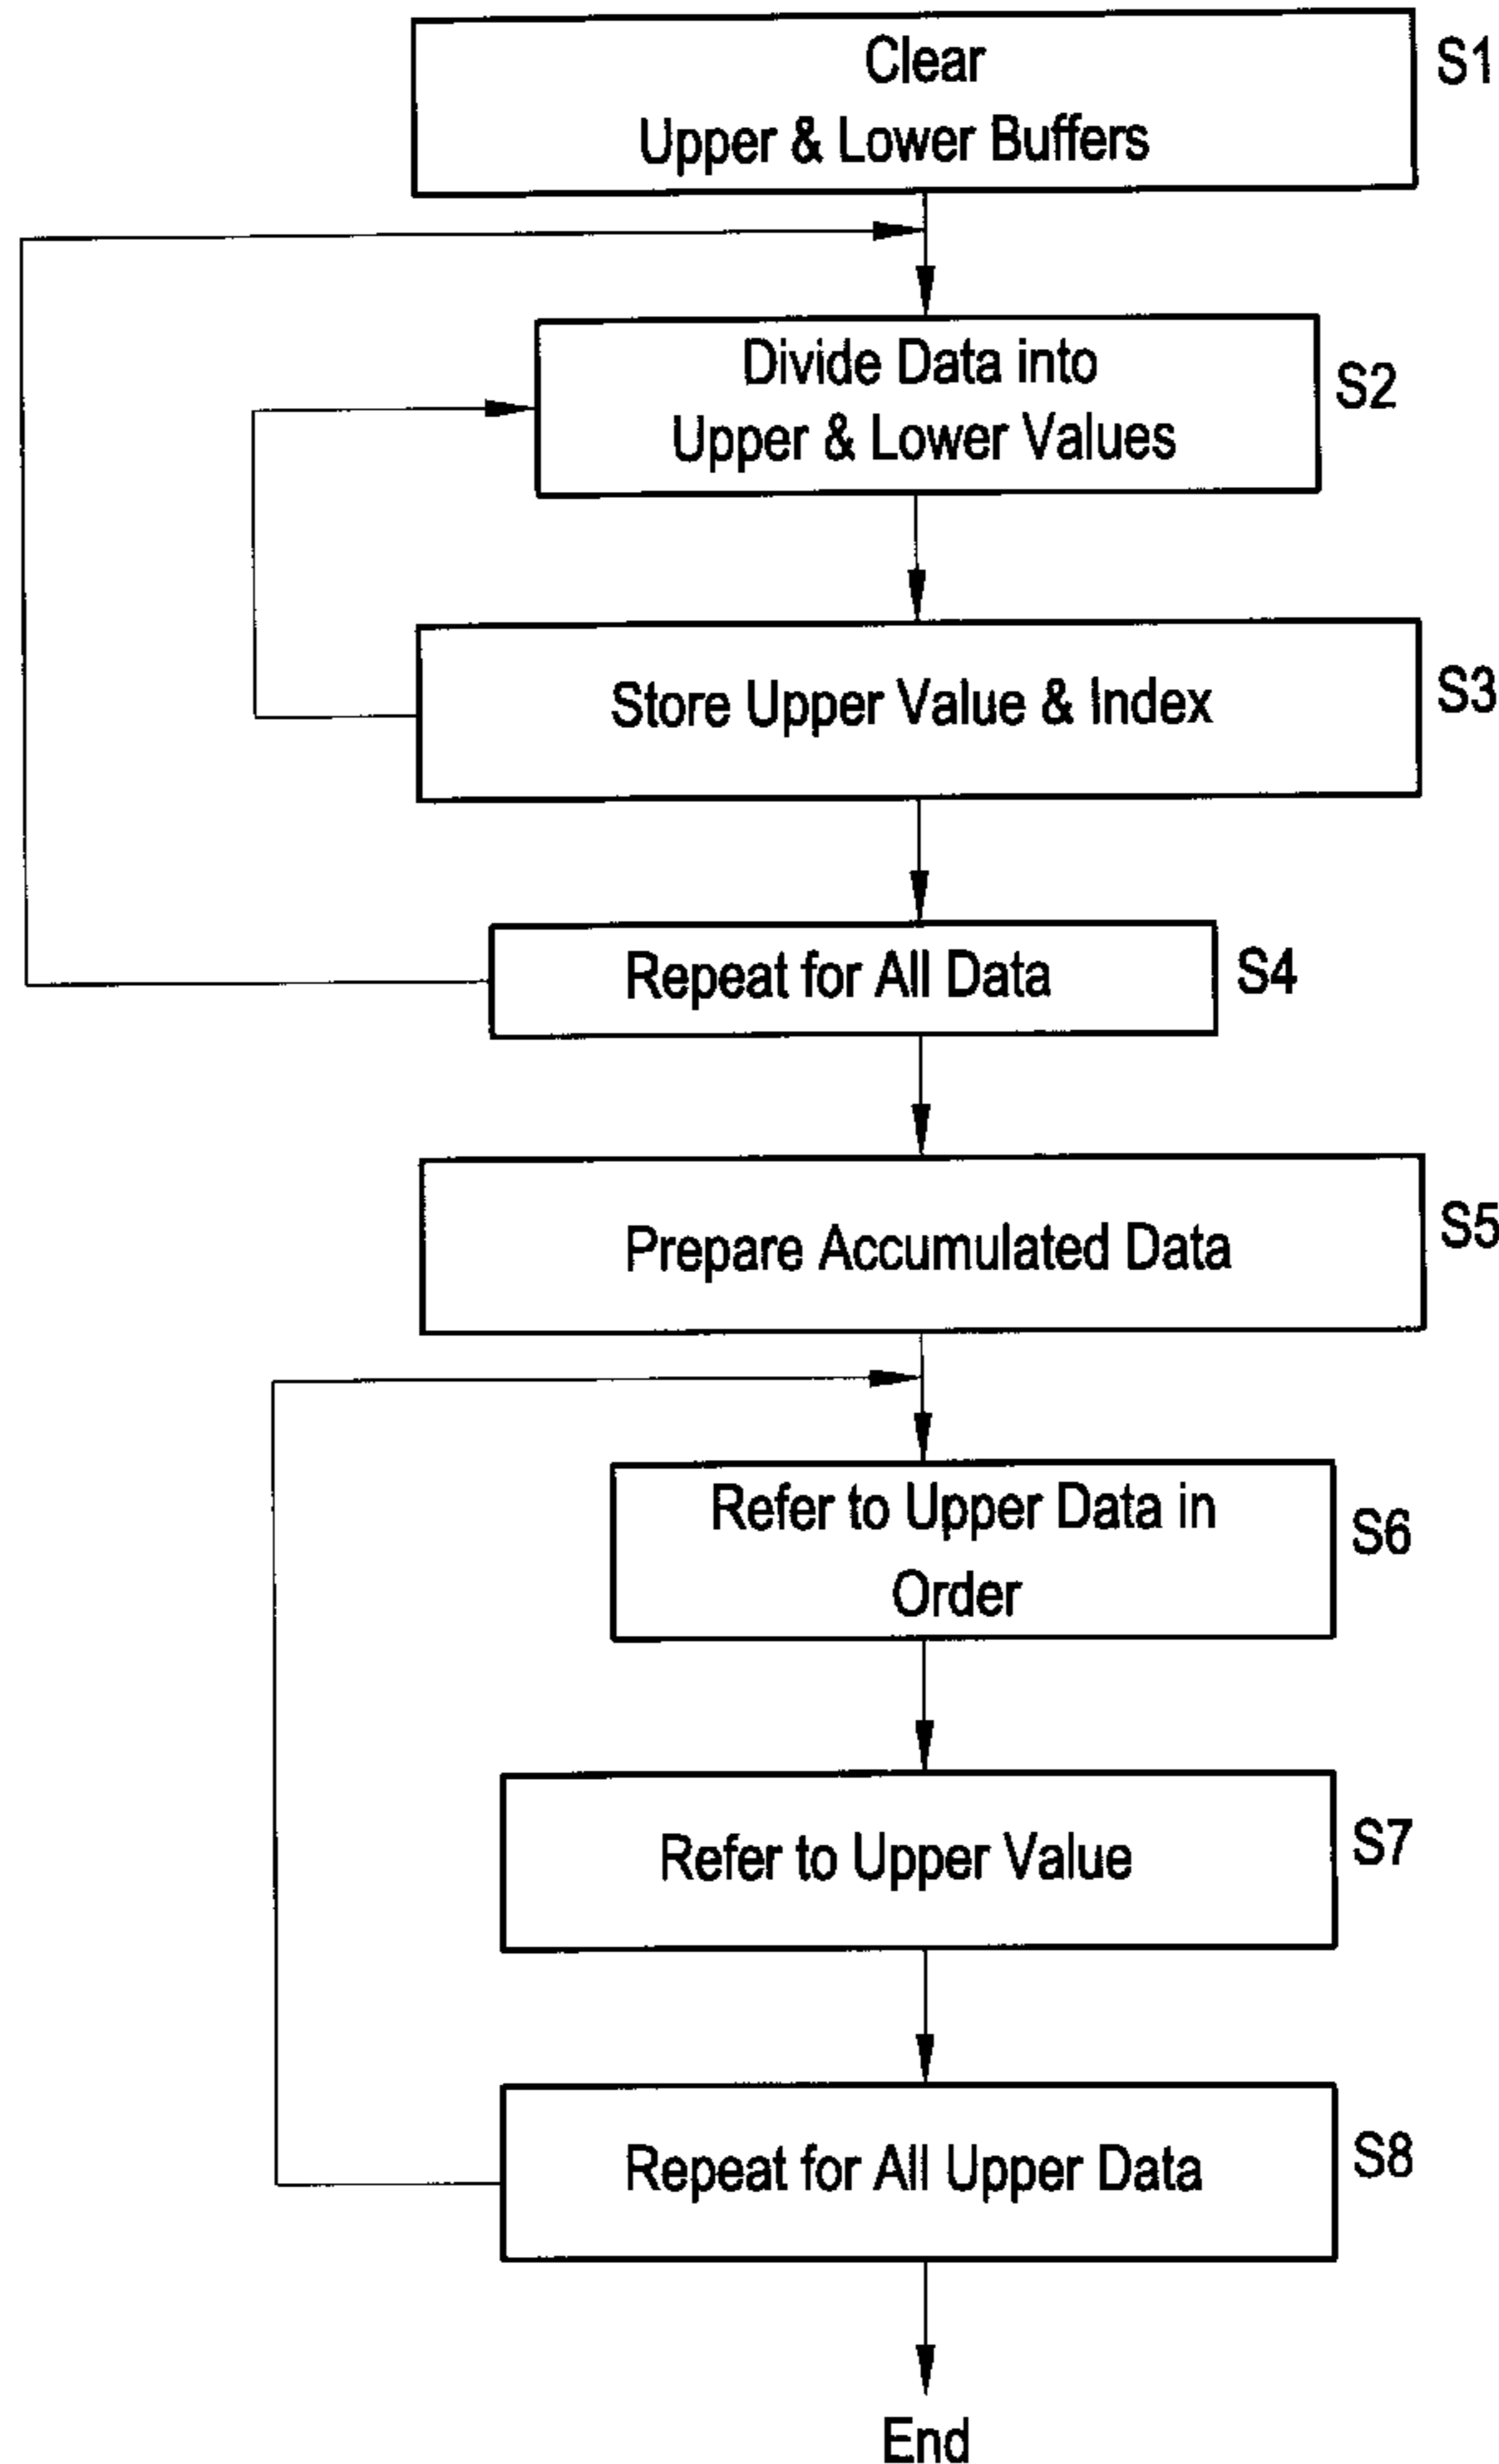 Clear
Upper & Lower Buffers
S1
Divide Data into
Upper & Lower Values
S2
Store Upper Value & Index
S3
Repeat for All Data
S4
Prepare Accumulated Data
S5
Refer to Upper Data in
Order
S6
Refer to Upper Value
S7
Repeat for All Upper Data
S8
End